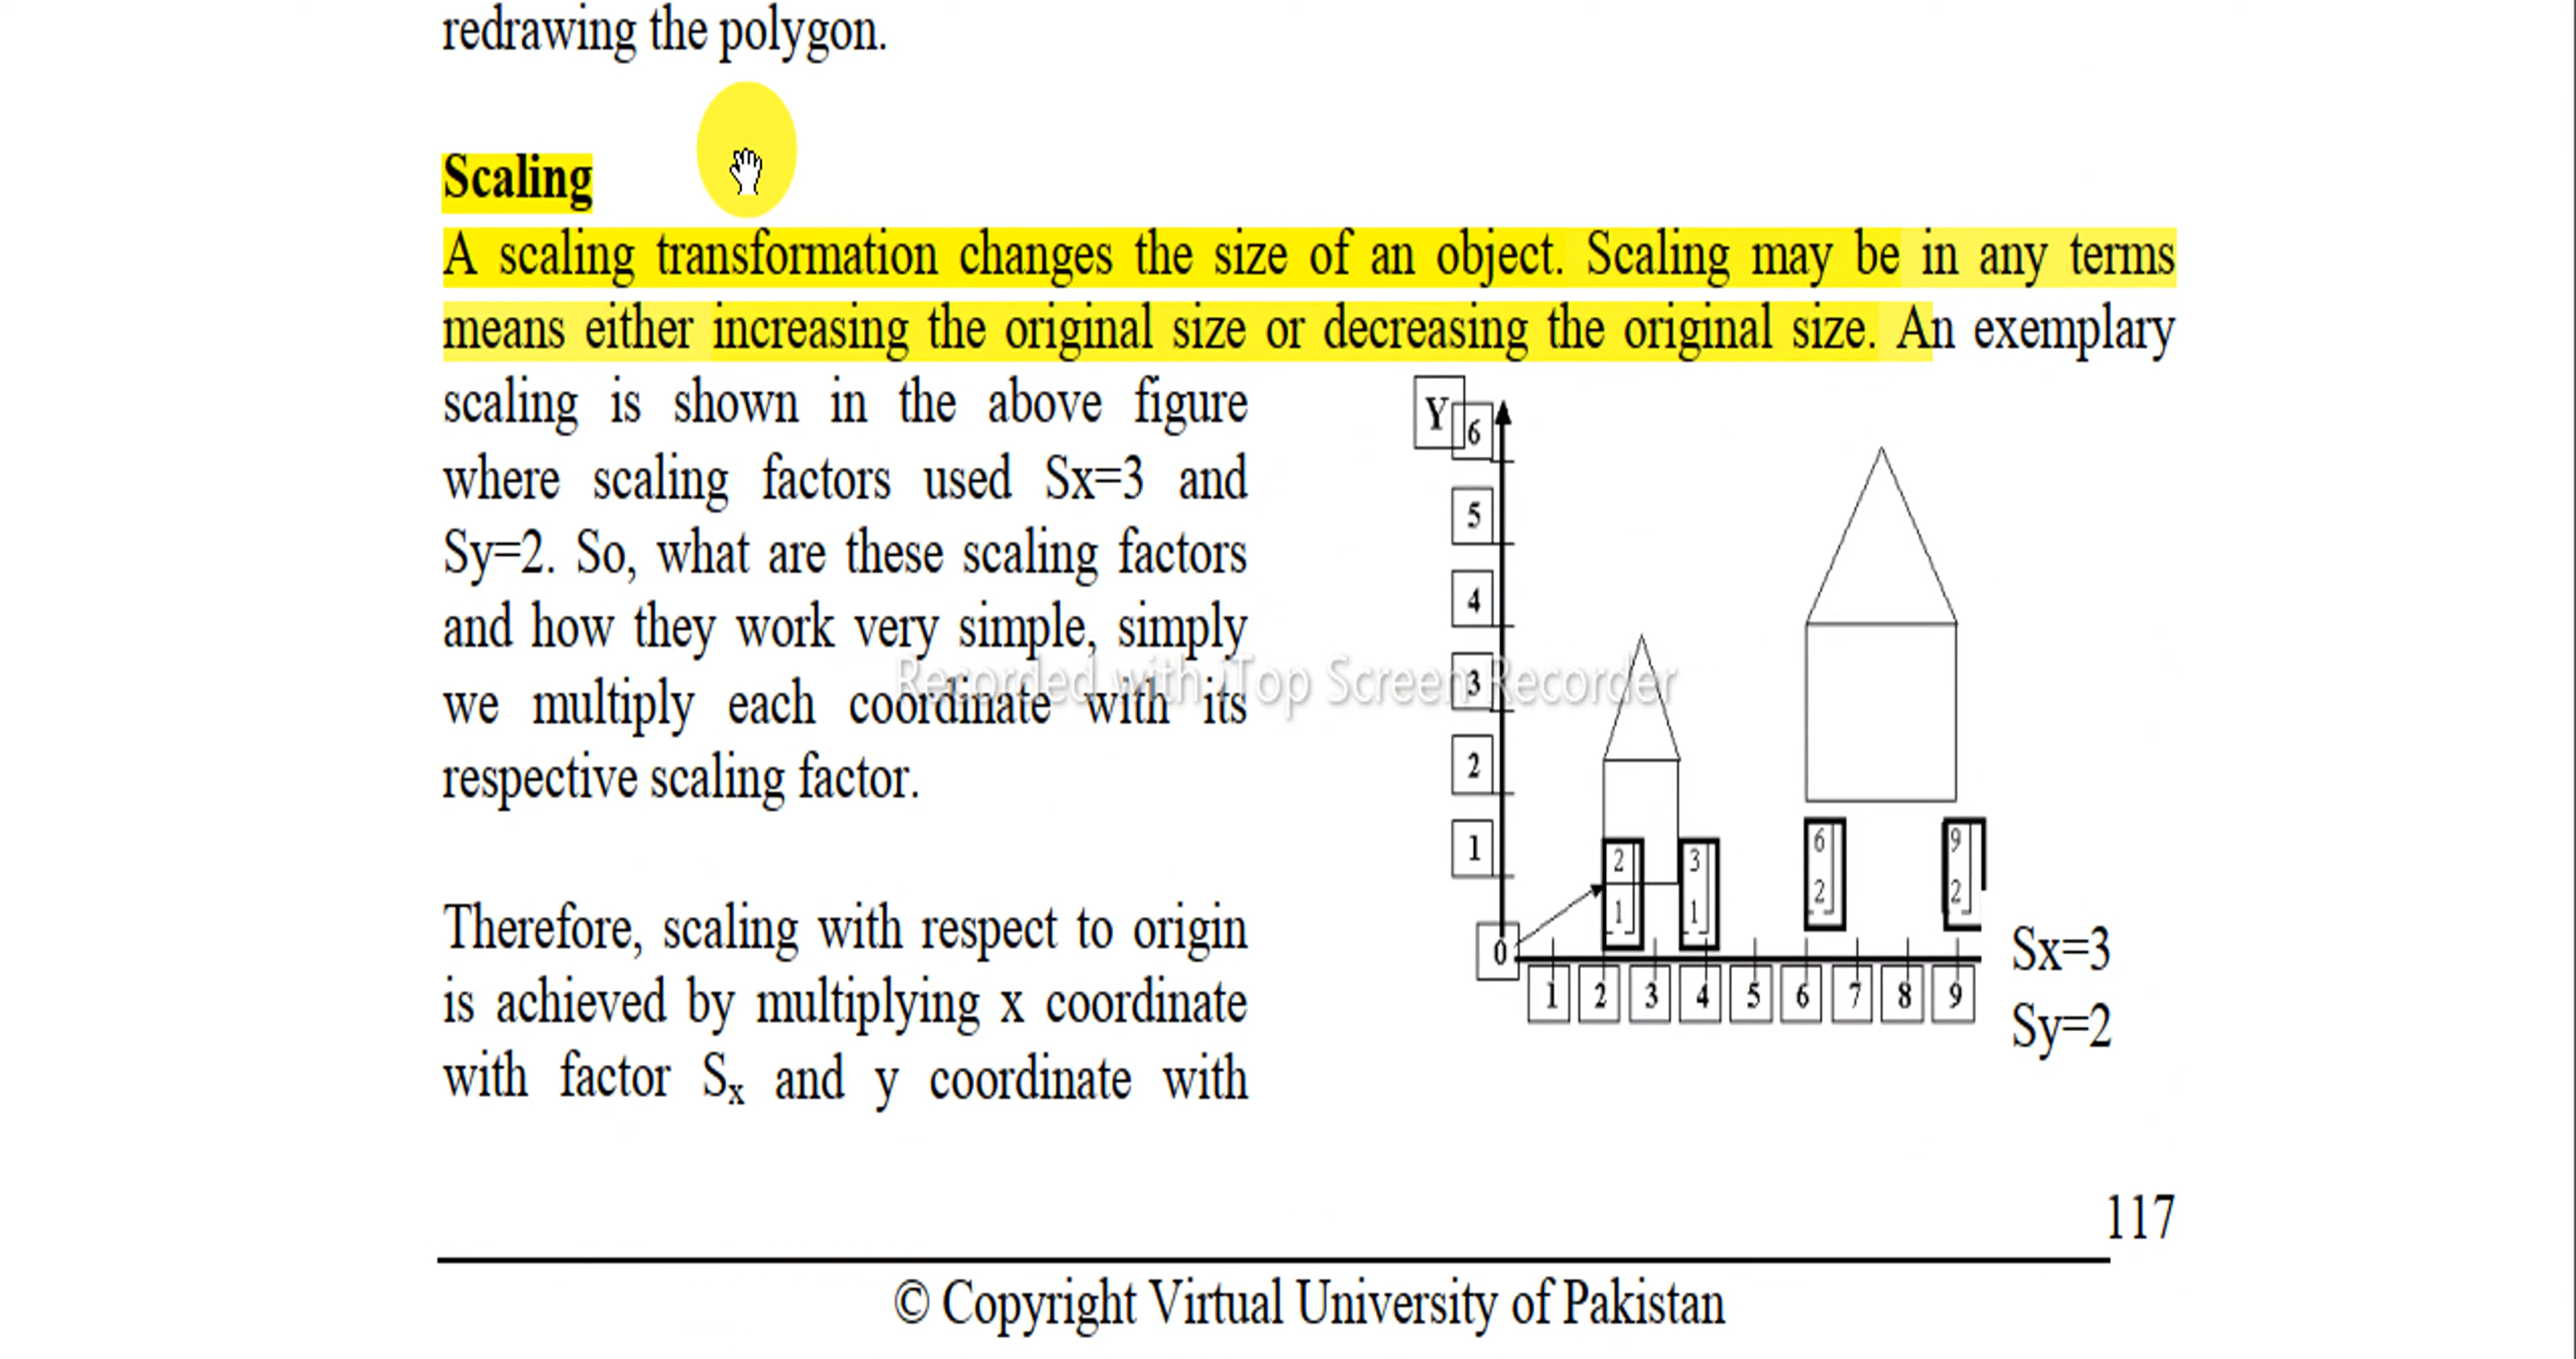 redrawing the polygon.
Scaling
A scaling transformation changes the size of an object. Scaling may be in any terms
means either increasing the original size or decreasing the original size. An exemplary
scaling is shown in the above figure
where scaling factors used Sx=3 and
Sy=2. So, what are these scaling factors
and how they work very simple, simply
we multiply each coordinate with its
respective scaling factor.
Therefore, scaling with respect to origin
is achieved by multiplying x coordinate
with factor Sx and y coordinate with
Recorded with iTop Screen Recorder
Y
6
5
4
3
2
1
0
2
1
3
1
6
2
9
2
1 2 3 4 5 6 7 8 9
Sx=3
Sy=2
117
© Copyright Virtual University of Pakistan